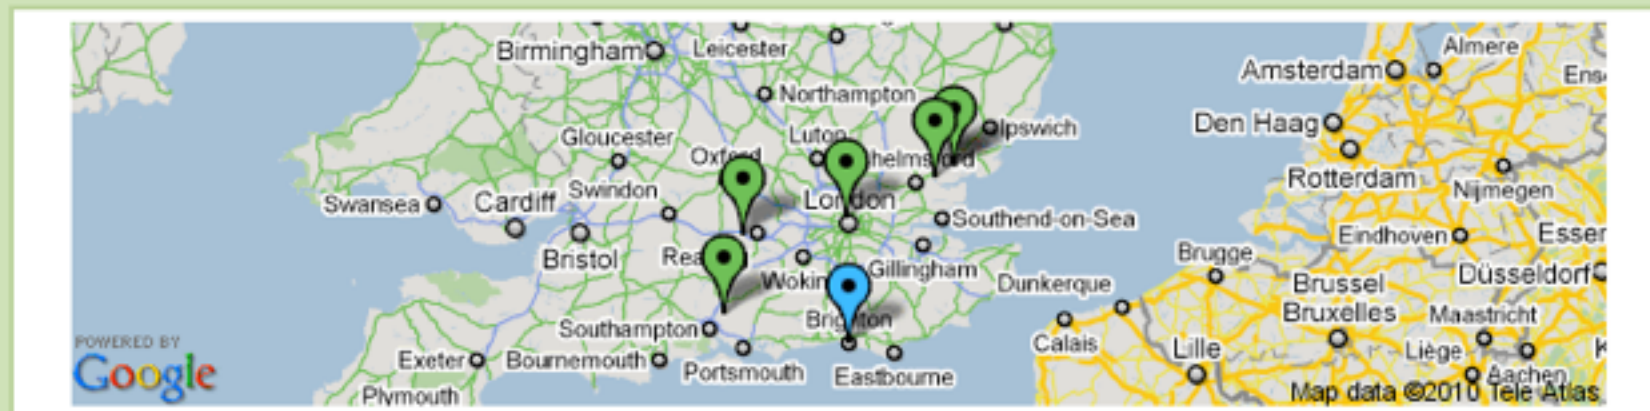 Birmingham
Leicester
Almere
Amsterdam
Northampton
Ipswich
Den Haag
Gloucester
Luton
Oxford
Rotterdam
Nijmegen
Swansea
Cardiff
Swindon
London
Southend-on-Sea
Bristol
Eindhoven
Brugge
Gillingham
Dunkerque
Düsseldorf
Brussel
Bruxelles
Maastricht
Southampton
Brighton
POWERED BY
Google
Exeter
Bournemouth
Portsmouth
Eastbourne
Calais
Lille
Liège
Aachen
Plymouth
Map data ©2010 Tele Atlas